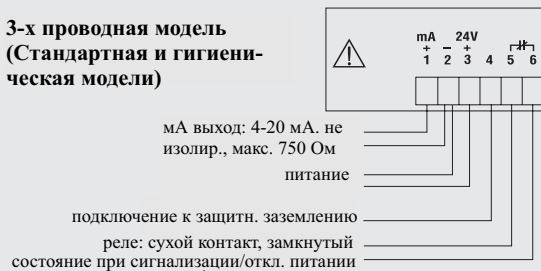 3-х проводная модель
(Стандартная и гигиени-
ческая модели)
mA 24V
+ – +
1 2 3 4 5 6
мА выход: 4-20 мА. не
изолир., макс. 750 Ом
питание
подключение к защитн. заземлению
реле: сухой контакт, замкнутый
состояние при сигнализации/откл. питании